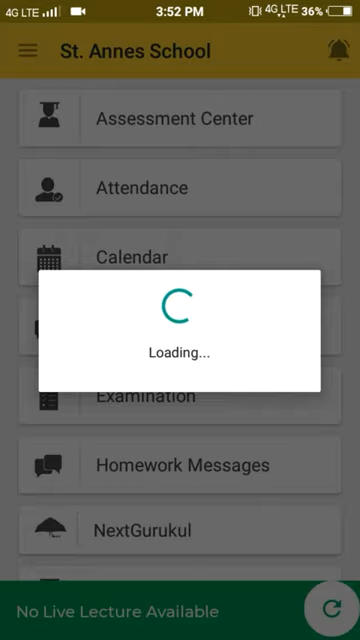 4G LTE 3:52 PM 4G LTE 36%
St. Annes School
Assessment Center
Attendance
Calendar
Loading...
Examination
Homework Messages
NextGurukul
No Live Lecture Available